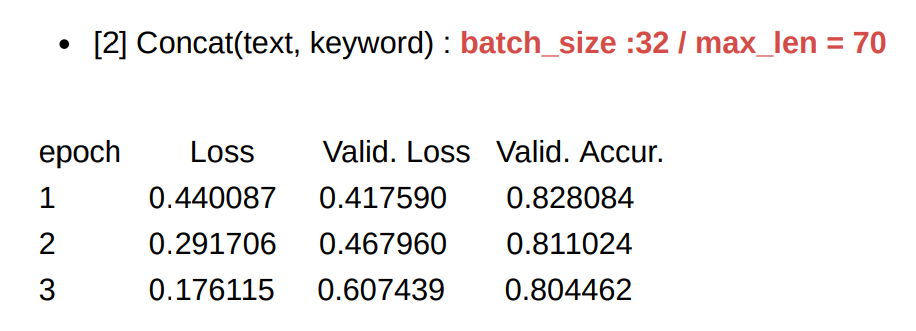 • [2] Concat(text, keyword) : batch_size :32 / max_len = 70
epoch Loss Valid. Loss Valid. Accur.
1 0.440087 0.417590 0.828084
2 0.291706 0.467960 0.811024
3 0.176115 0.607439 0.804462